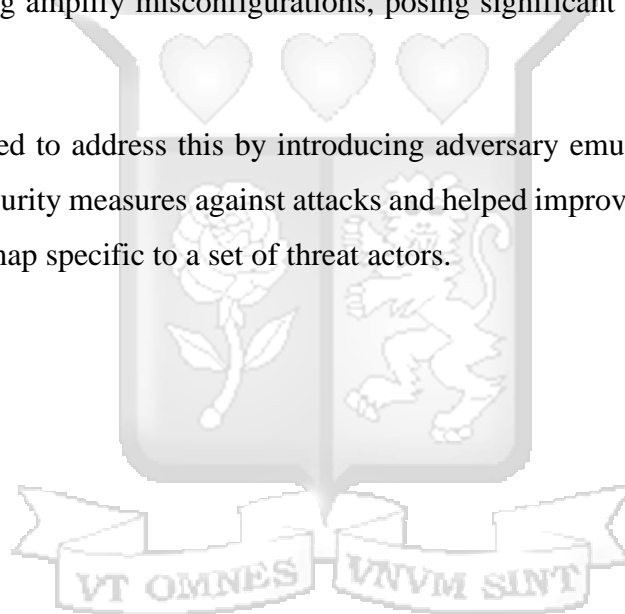 g amplify misconfigurations, posing significant
ed to address this by introducing adversary emu
urity measures against attacks and helped improv
nap specific to a set of threat actors.
VT OMNES VNVM SINT